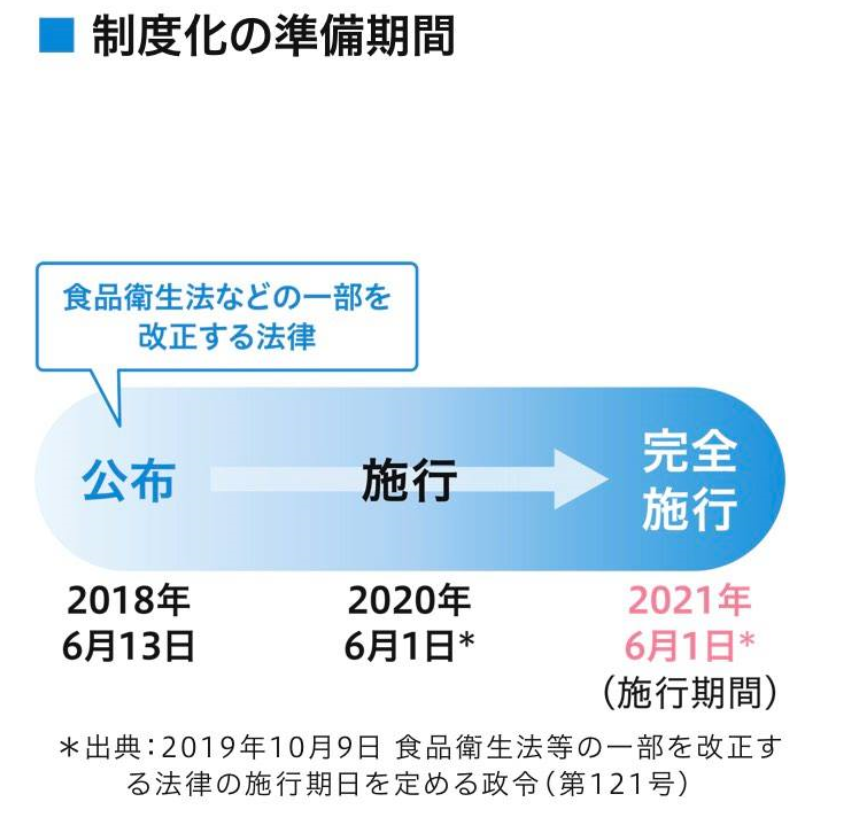 ■ 制度化の準備期間
食品衛生法などの一部を
改正する法律
公布
施行
完全
施行
2018年
6月13日
2020年
6月1日*
2021年
6月1日*
（施行期間）
＊出典：2019年10月9日 食品衛生法等の一部を改正す
る法律の施行期日を定める政令（第121号）